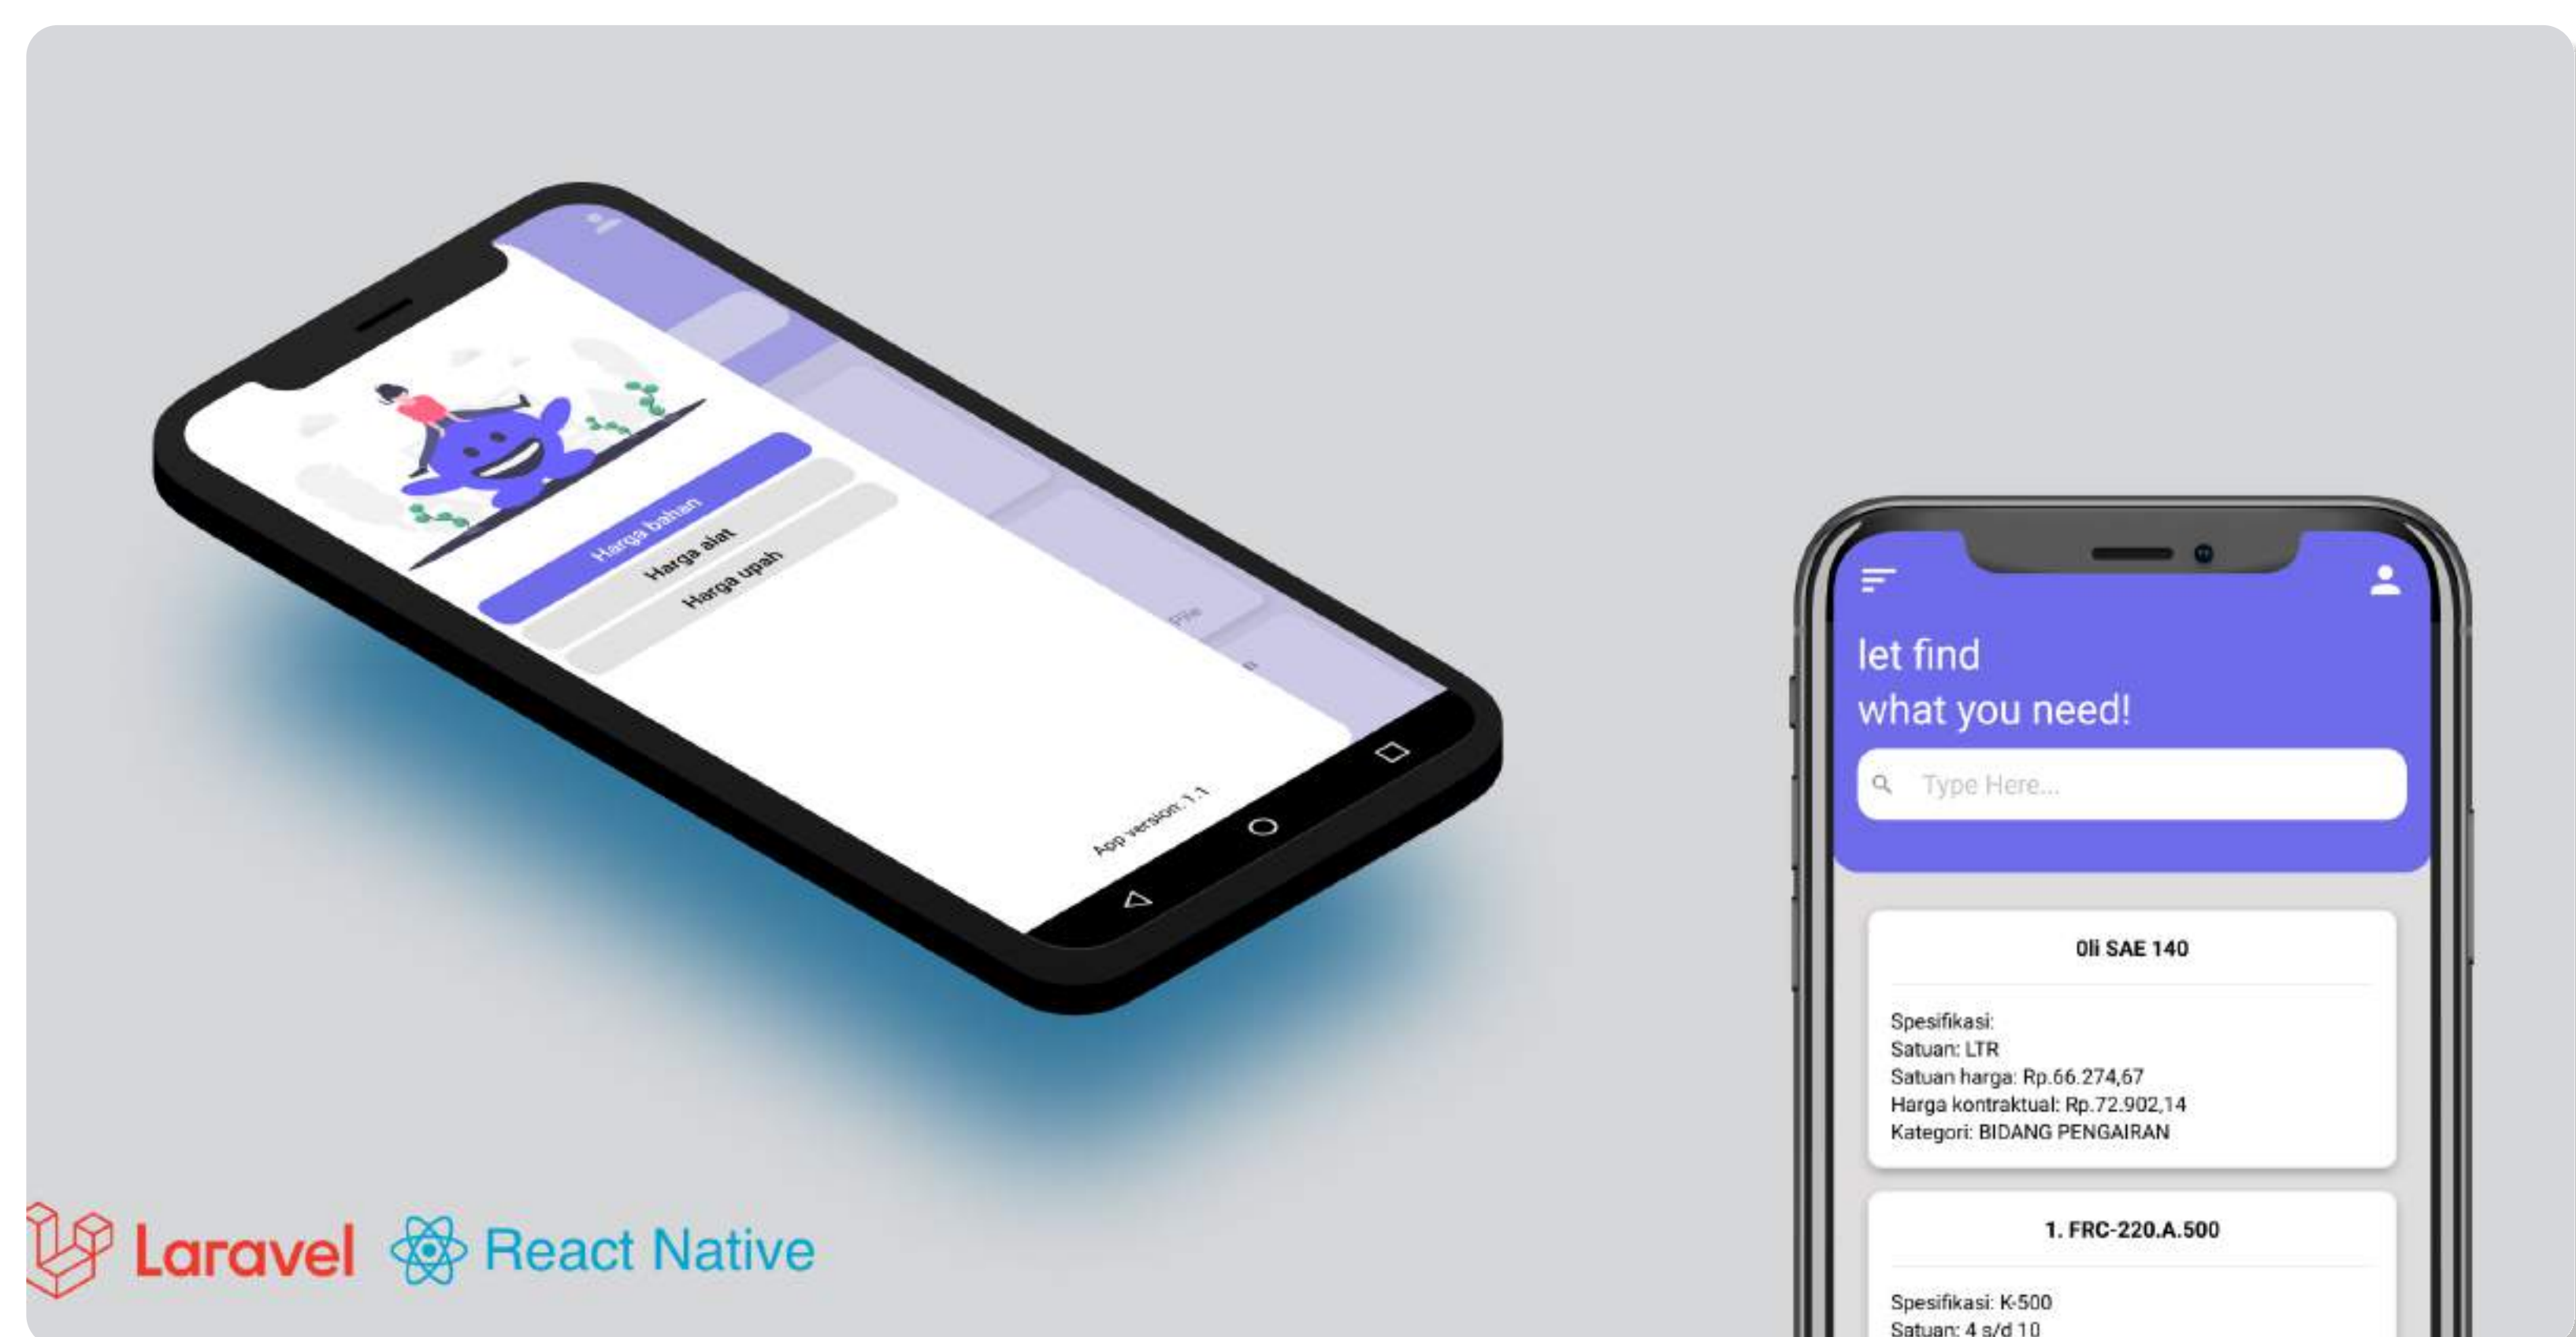 Harga bahan
Harga alat
Harga upah
Pile
App version: 1.1
Laravel
React Native
let find
what you need!
Type Here...
0li SAE 140
Spesifikasi:
Satuan: LTR
Satuan harga: Rp.66.274,67
Harga kontraktual: Rp.72.902,14
Kategori: BIDANG PENGAIRAN
1. FRC-220.A.500
Spesifikasi: K-500
Satuan: 4 s/d 10